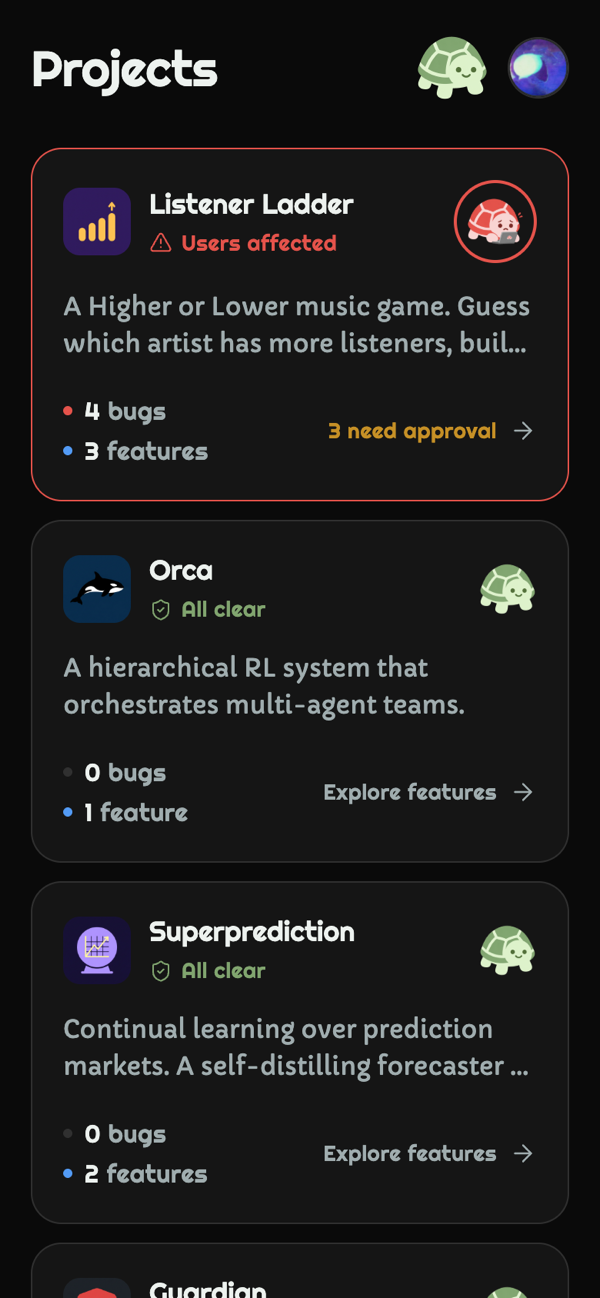 Projects
Listener Ladder
Users affected
A Higher or Lower music game. Guess
which artist has more listeners, buil...
4 bugs
3 need approval
3 features
Orca
All clear
A hierarchical RL system that
orchestrates multi-agent teams.
0 bugs
Explore features
1 feature
Superprediction
All clear
Continual learning over prediction
markets. A self-distilling forecaster ...
0 bugs
Explore features
2 features
Guardian